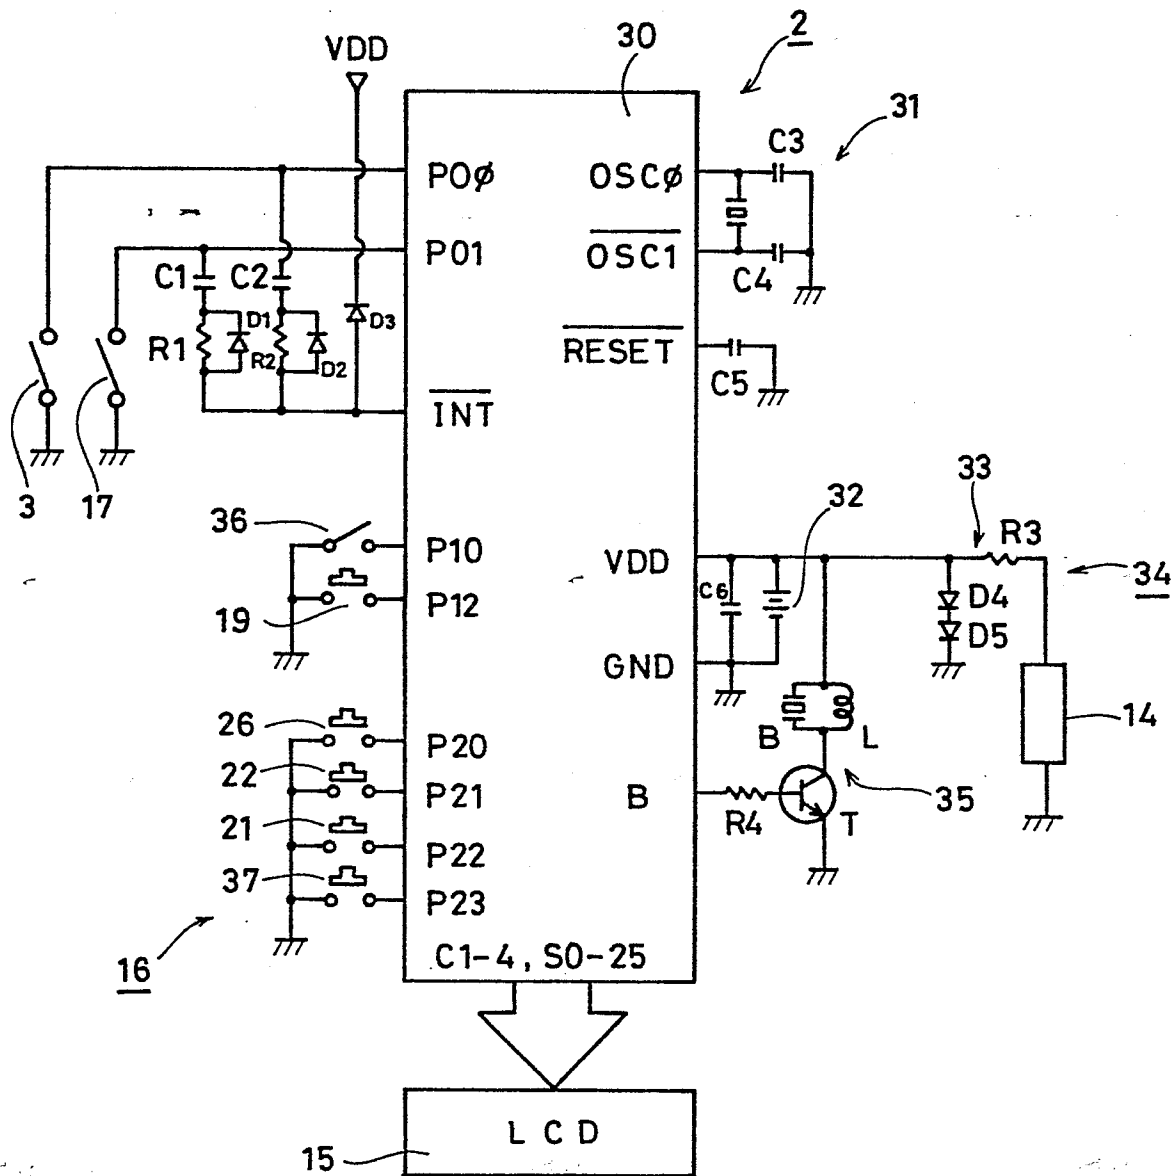 2
30
VDD
31
C3
P0ø
OSCø
P01
OSC1
C1
C2
C4
D1
D3
R1
R2
D2
RESET
C5
INT
3
17
33
32
R3
36
P10
VDD
34
C6
D4
19
P12
D5
GND
14
26
P20
B
L
22
P21
B
35
21
R4
T
P22
37
P23
C1-4, S0-25
16
LCD
15